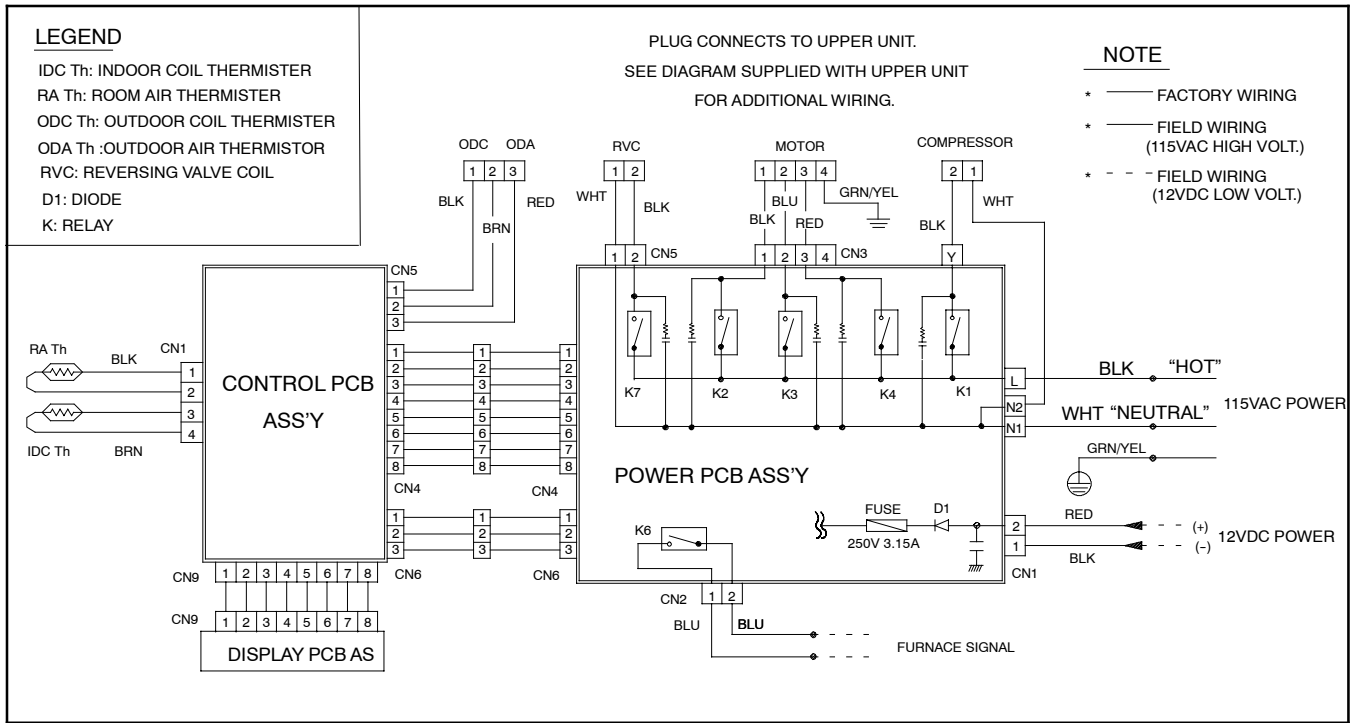 LEGEND
IDC Th: INDOOR COIL THERMISTER
RA Th: ROOM AIR THERMISTER
ODC Th: OUTDOOR COIL THERMISTER
ODA Th :OUTDOOR AIR THERMISTOR
RVC: REVERSING VALVE COIL
D1: DIODE
K: RELAY
PLUG CONNECTS TO UPPER UNIT.
SEE DIAGRAM SUPPLIED WITH UPPER UNIT
FOR ADDITIONAL WIRING.
NOTE
* FACTORY WIRING
* FIELD WIRING
(115VAC HIGH VOLT.)
* FIELD WIRING
(12VDC LOW VOLT.)
ODC ODA
1 2 3
BLK
BRN
RED
RVC
1 2
WHT
BLK
MOTOR
1 2 3 4
BLK
BLU
RED
GRN/YEL
COMPRESSOR
2 1
BLK
WHT
1 2
CN5
1 2 3 4
CN3
Y
CN5
1
2
3
RA Th
BLK
CN1
1
2
3
4
IDC Th
BRN
CONTROL PCB
ASS'Y
1 1 1
2 2 2
3 3 3
4 4 4
5 5 5
6 6 6
7 7 7
8 8 8
CN4
CN4
1 1 1
2 2 2
3 3 3
CN6
CN6
K7
K2
K3
K4
K1
L
N2
N1
BLK "HOT"
115VAC POWER
WHT "NEUTRAL"
GRN/YEL
POWER PCB ASS'Y
FUSE
250V 3.15A
D1
2
1
CN1
RED
(+)
12VDC POWER
(−)
BLK
K6
CN2
1 2
BLU
BLU
FURNACE SIGNAL
CN9
1 2 3 4 5 6 7 8
CN9
1 2 3 4 5 6 7 8
DISPLAY PCB AS